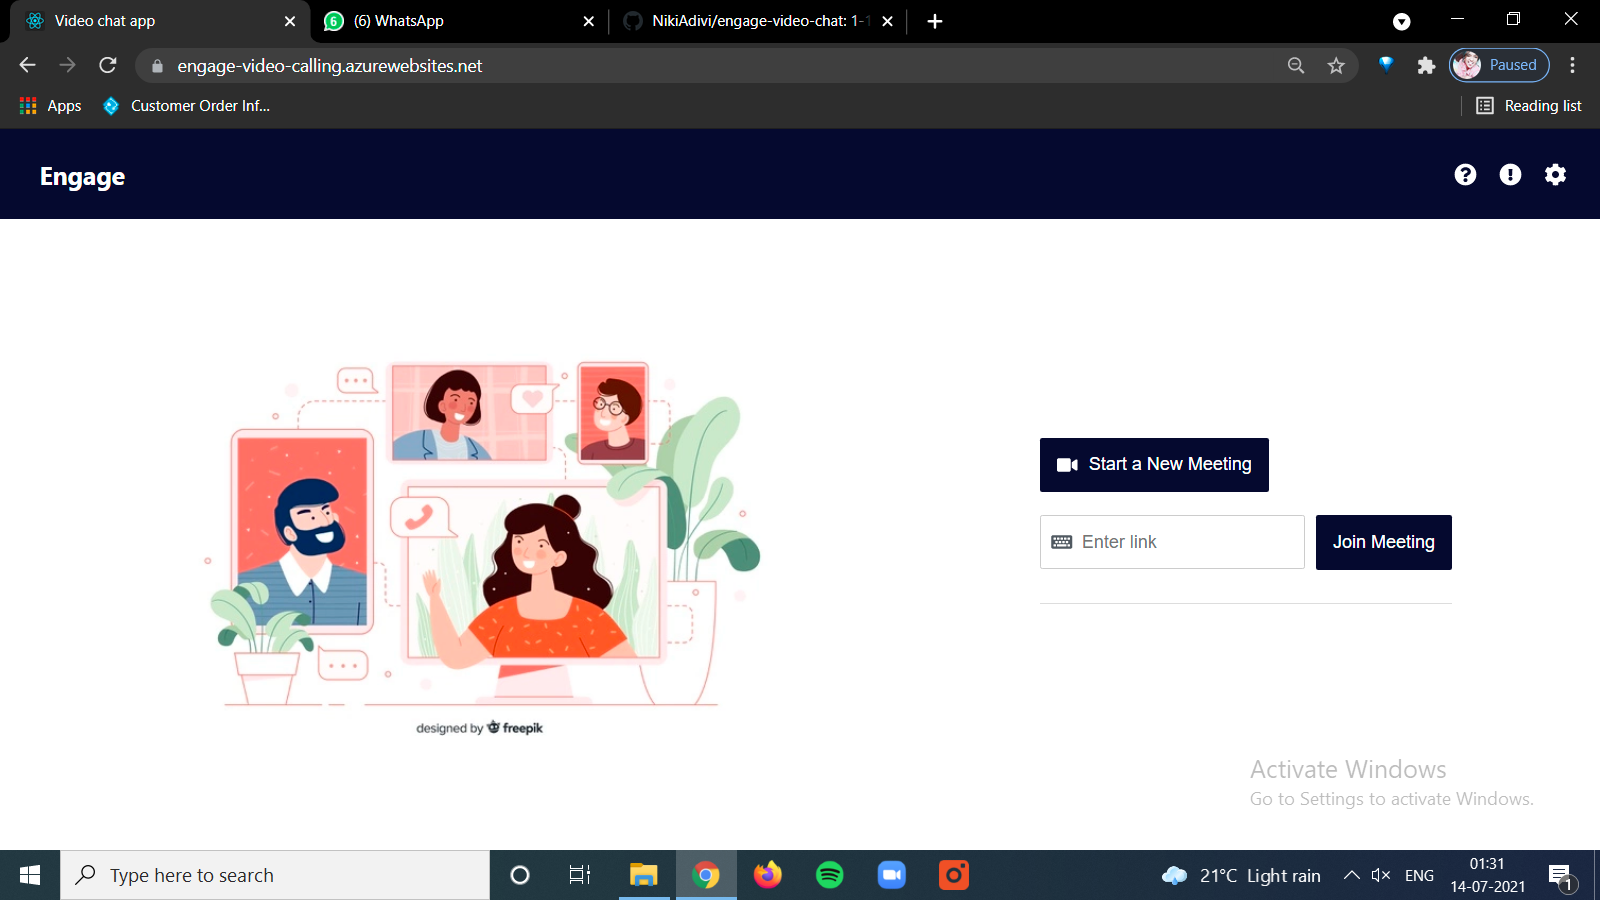 Video chat app
6
(6) WhatsApp
NikiAdivi/engage-video-chat: 1-1
engage-video-calling.azurewebsites.net
Paused
Apps
Customer Order Inf...
Reading list
Engage
Start a New Meeting
Enter link
Join Meeting
designed by freepik
Activate Windows
Go to Settings to activate Windows.
Type here to search
21°C Light rain
ENG
01:31
14-07-2021
1